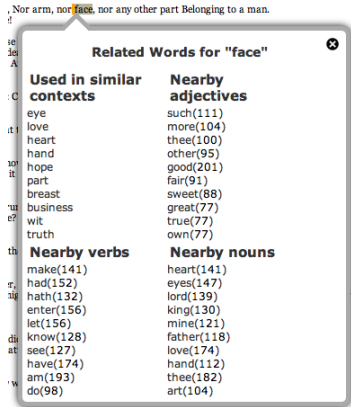 , Nor arm, nor face, nor any other part Belonging to a man.
Related Words for "face"
Used in similar contexts
eye
love
heart
hand
hope
part
breast
business
wit
truth
Nearby adjectives
such(111)
more(104)
thee(100)
other(95)
good(201)
fair(91)
sweet(88)
great(77)
true(77)
own(77)
Nearby verbs
make(141)
had(152)
hath(132)
enter(156)
let(156)
know(128)
see(127)
have(174)
am(193)
do(98)
Nearby nouns
heart(141)
eyes(147)
lord(139)
king(130)
mine(121)
father(118)
love(174)
hand(112)
thee(182)
art(104)